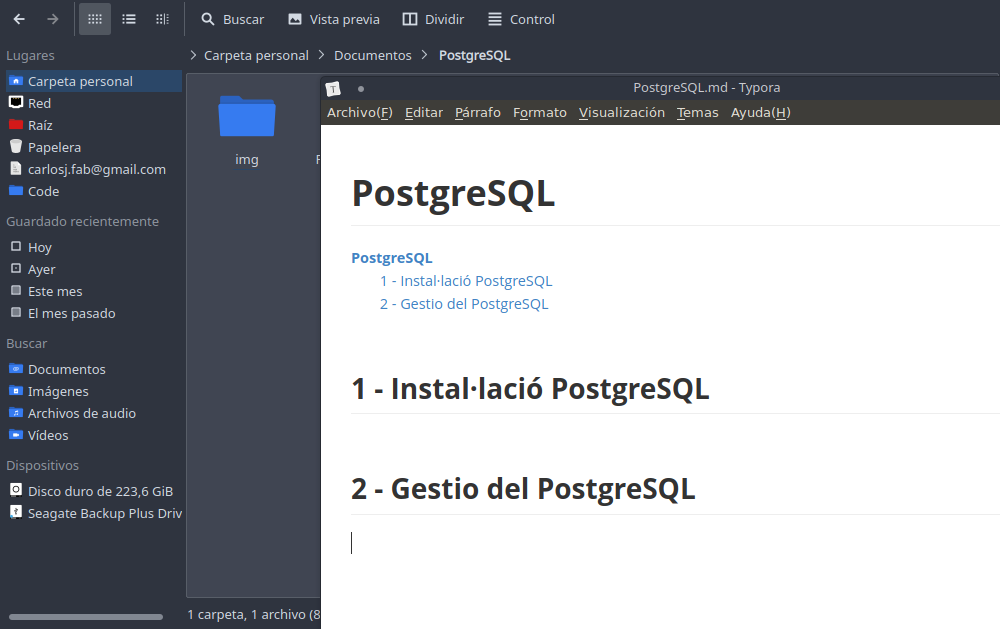 Buscar
Vista previa
Dividir
Control
Lugares
Carpeta personal
Red
Raíz
Papelera
carlosj.fab@gmail.com
Code
Guardado recientemente
Hoy
Ayer
Este mes
El mes pasado
Buscar
Documentos
Imágenes
Archivos de audio
Vídeos
Dispositivos
Disco duro de 223,6 GiB
Seagate Backup Plus Driv
> Carpeta personal > Documentos > PostgreSQL
img
1 carpeta, 1 archivo (8
T
PostgreSQL.md - Typora
Archivo(F) Editar Párrafo Formato Visualización Temas Ayuda(H)
PostgreSQL
PostgreSQL
1 - Instal·lació PostgreSQL
2 - Gestio del PostgreSQL
1 - Instal·lació PostgreSQL
2 - Gestio del PostgreSQL